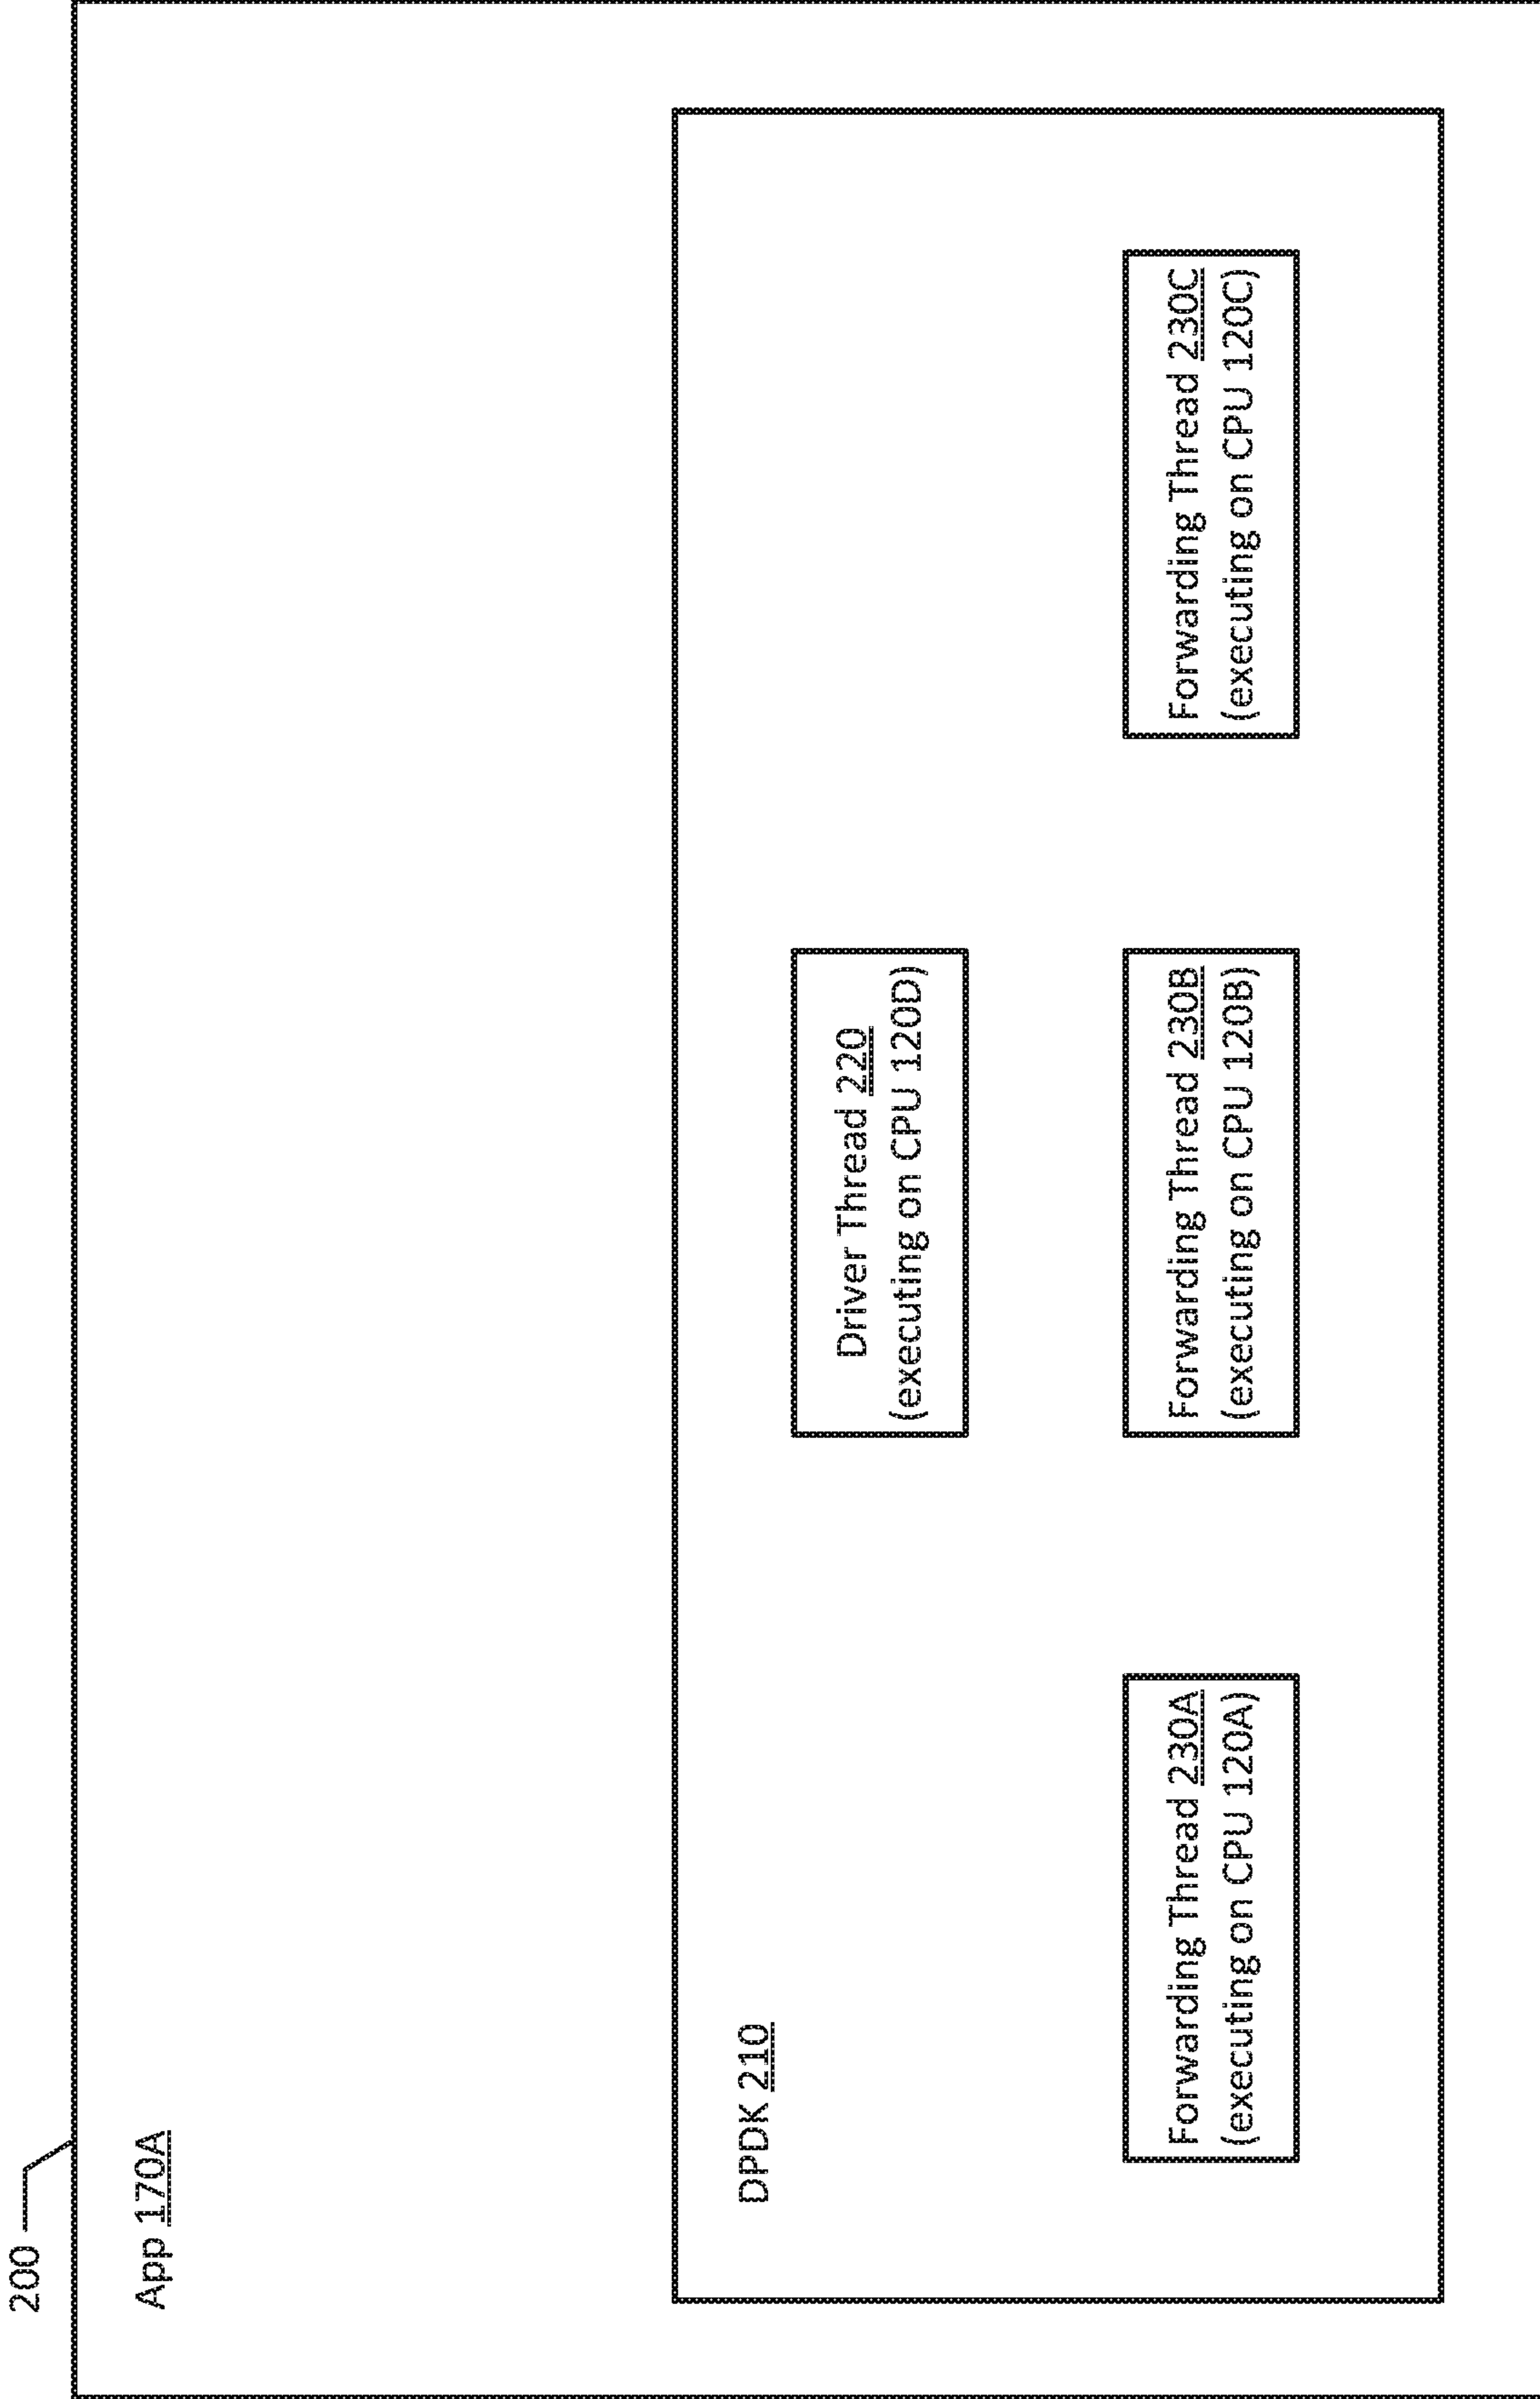 200
App 170A
DPDK 210
Driver Thread 220
(executing on CPU 120D)
Forwarding Thread 230A
(executing on CPU 120A)
Forwarding Thread 230B
(executing on CPU 120B)
Forwarding Thread 230C
(executing on CPU 120C)